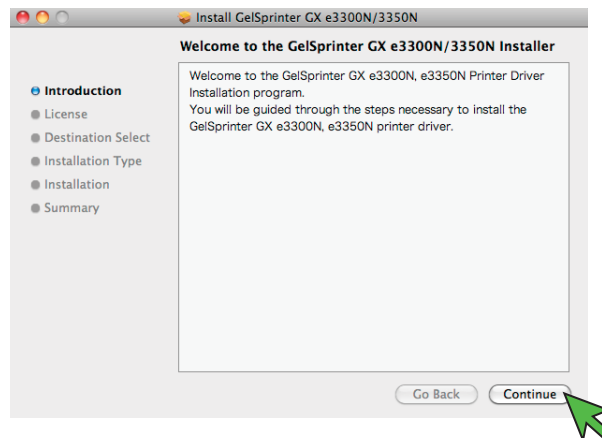 Install GelSprinter GX e3300N/3350N
Welcome to the GelSprinter GX e3300N/3350N Installer
Introduction
License
Destination Select
Installation Type
Installation
Summary
Welcome to the GelSprinter GX e3300N, e3350N Printer Driver
Installation program.
You will be guided through the steps necessary to install the
GelSprinter GX e3300N, e3350N printer driver.
Go Back
Continue